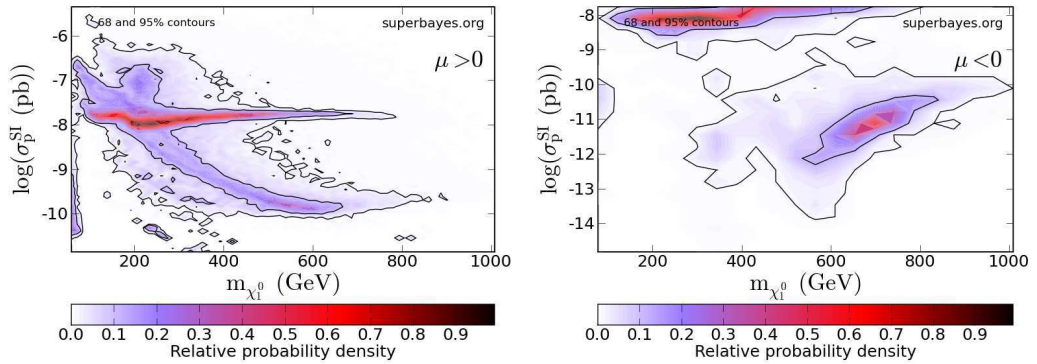 68 and 95% contours
superbayes.org
μ >0
-6
-7
-8
-9
-10
log(σ_p^SI (pb))
200 400 600 800 1000
m_χ₁⁰ (GeV)
0.0 0.1 0.2 0.3 0.4 0.5 0.6 0.7 0.8 0.9
Relative probability density
68 and 95% contours
superbayes.org
μ <0
-8
-9
-10
-11
-12
-13
-14
log(σ_p^SI (pb))
200 400 600 800 1000
m_χ₁⁰ (GeV)
0.0 0.1 0.2 0.3 0.4 0.5 0.6 0.7 0.8 0.9
Relative probability density